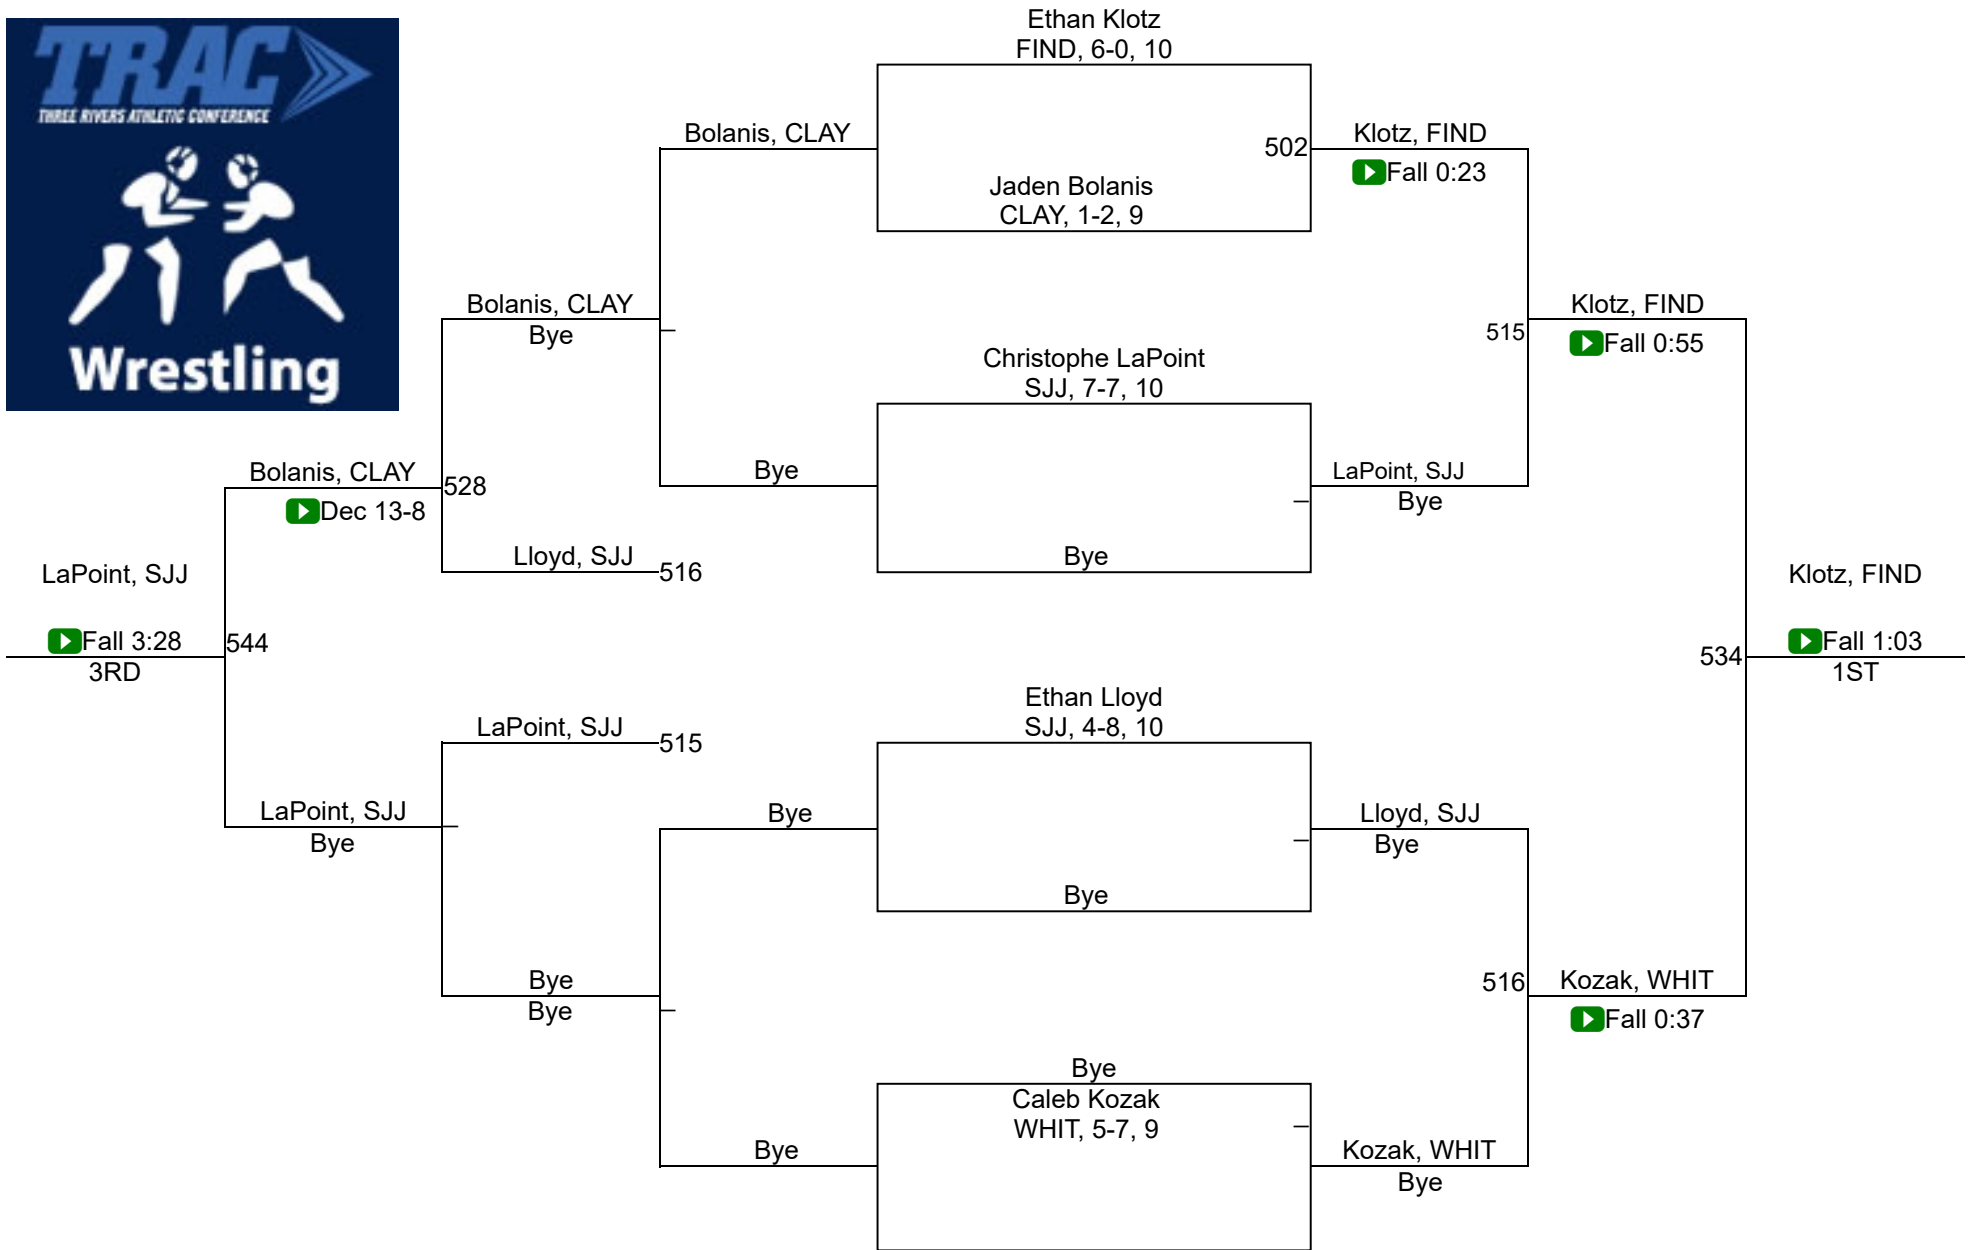 TRAC
THREE RIVERS ATHLETIC CONFERENCE
Wrestling
Ethan Klotz
FIND, 6-0, 10
Bolanis, CLAY
502
Klotz, FIND
Fall 0:23
Jaden Bolanis
CLAY, 1-2, 9
Bolanis, CLAY
Bye
515
Klotz, FIND
Fall 0:55
Christophe LaPoint
SJJ, 7-7, 10
Bolanis, CLAY
528
Dec 13-8
Bye
LaPoint, SJJ
Bye
Lloyd, SJJ
516
Bye
LaPoint, SJJ
Fall 3:28
3RD
544
Klotz, FIND
534
Fall 1:03
1ST
Ethan Lloyd
SJJ, 4-8, 10
LaPoint, SJJ
515
LaPoint, SJJ
Bye
Bye
Lloyd, SJJ
Bye
Bye
Bye
Bye
516
Kozak, WHIT
Fall 0:37
Bye
Caleb Kozak
WHIT, 5-7, 9
Bye
Kozak, WHIT
Bye